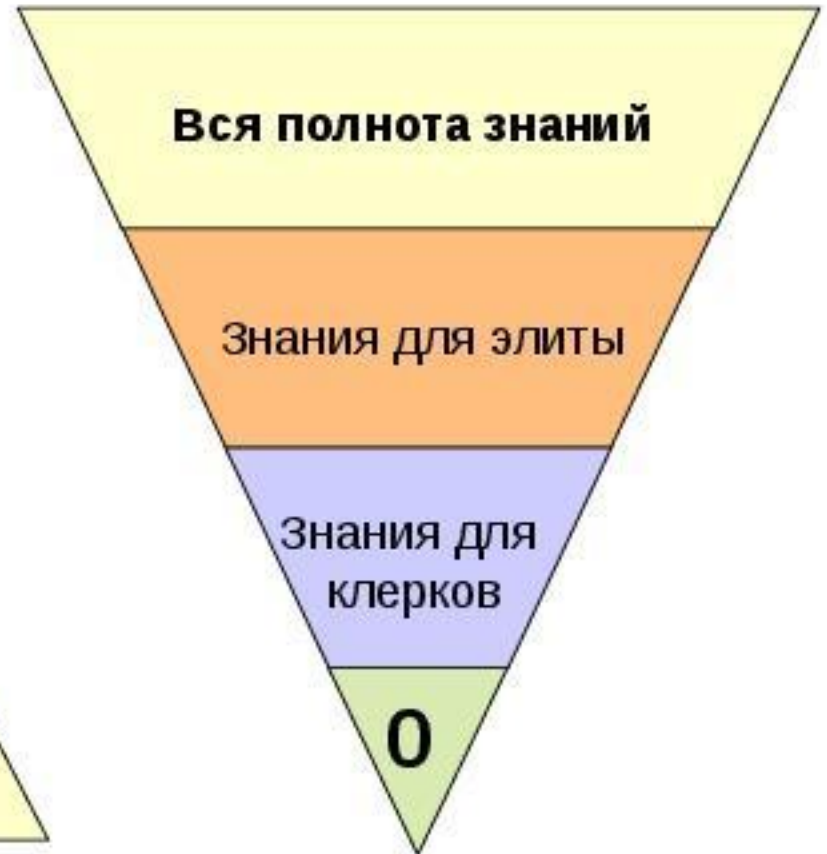 Вся полнота знаний
Знания для элиты
Знания для
клерков
0